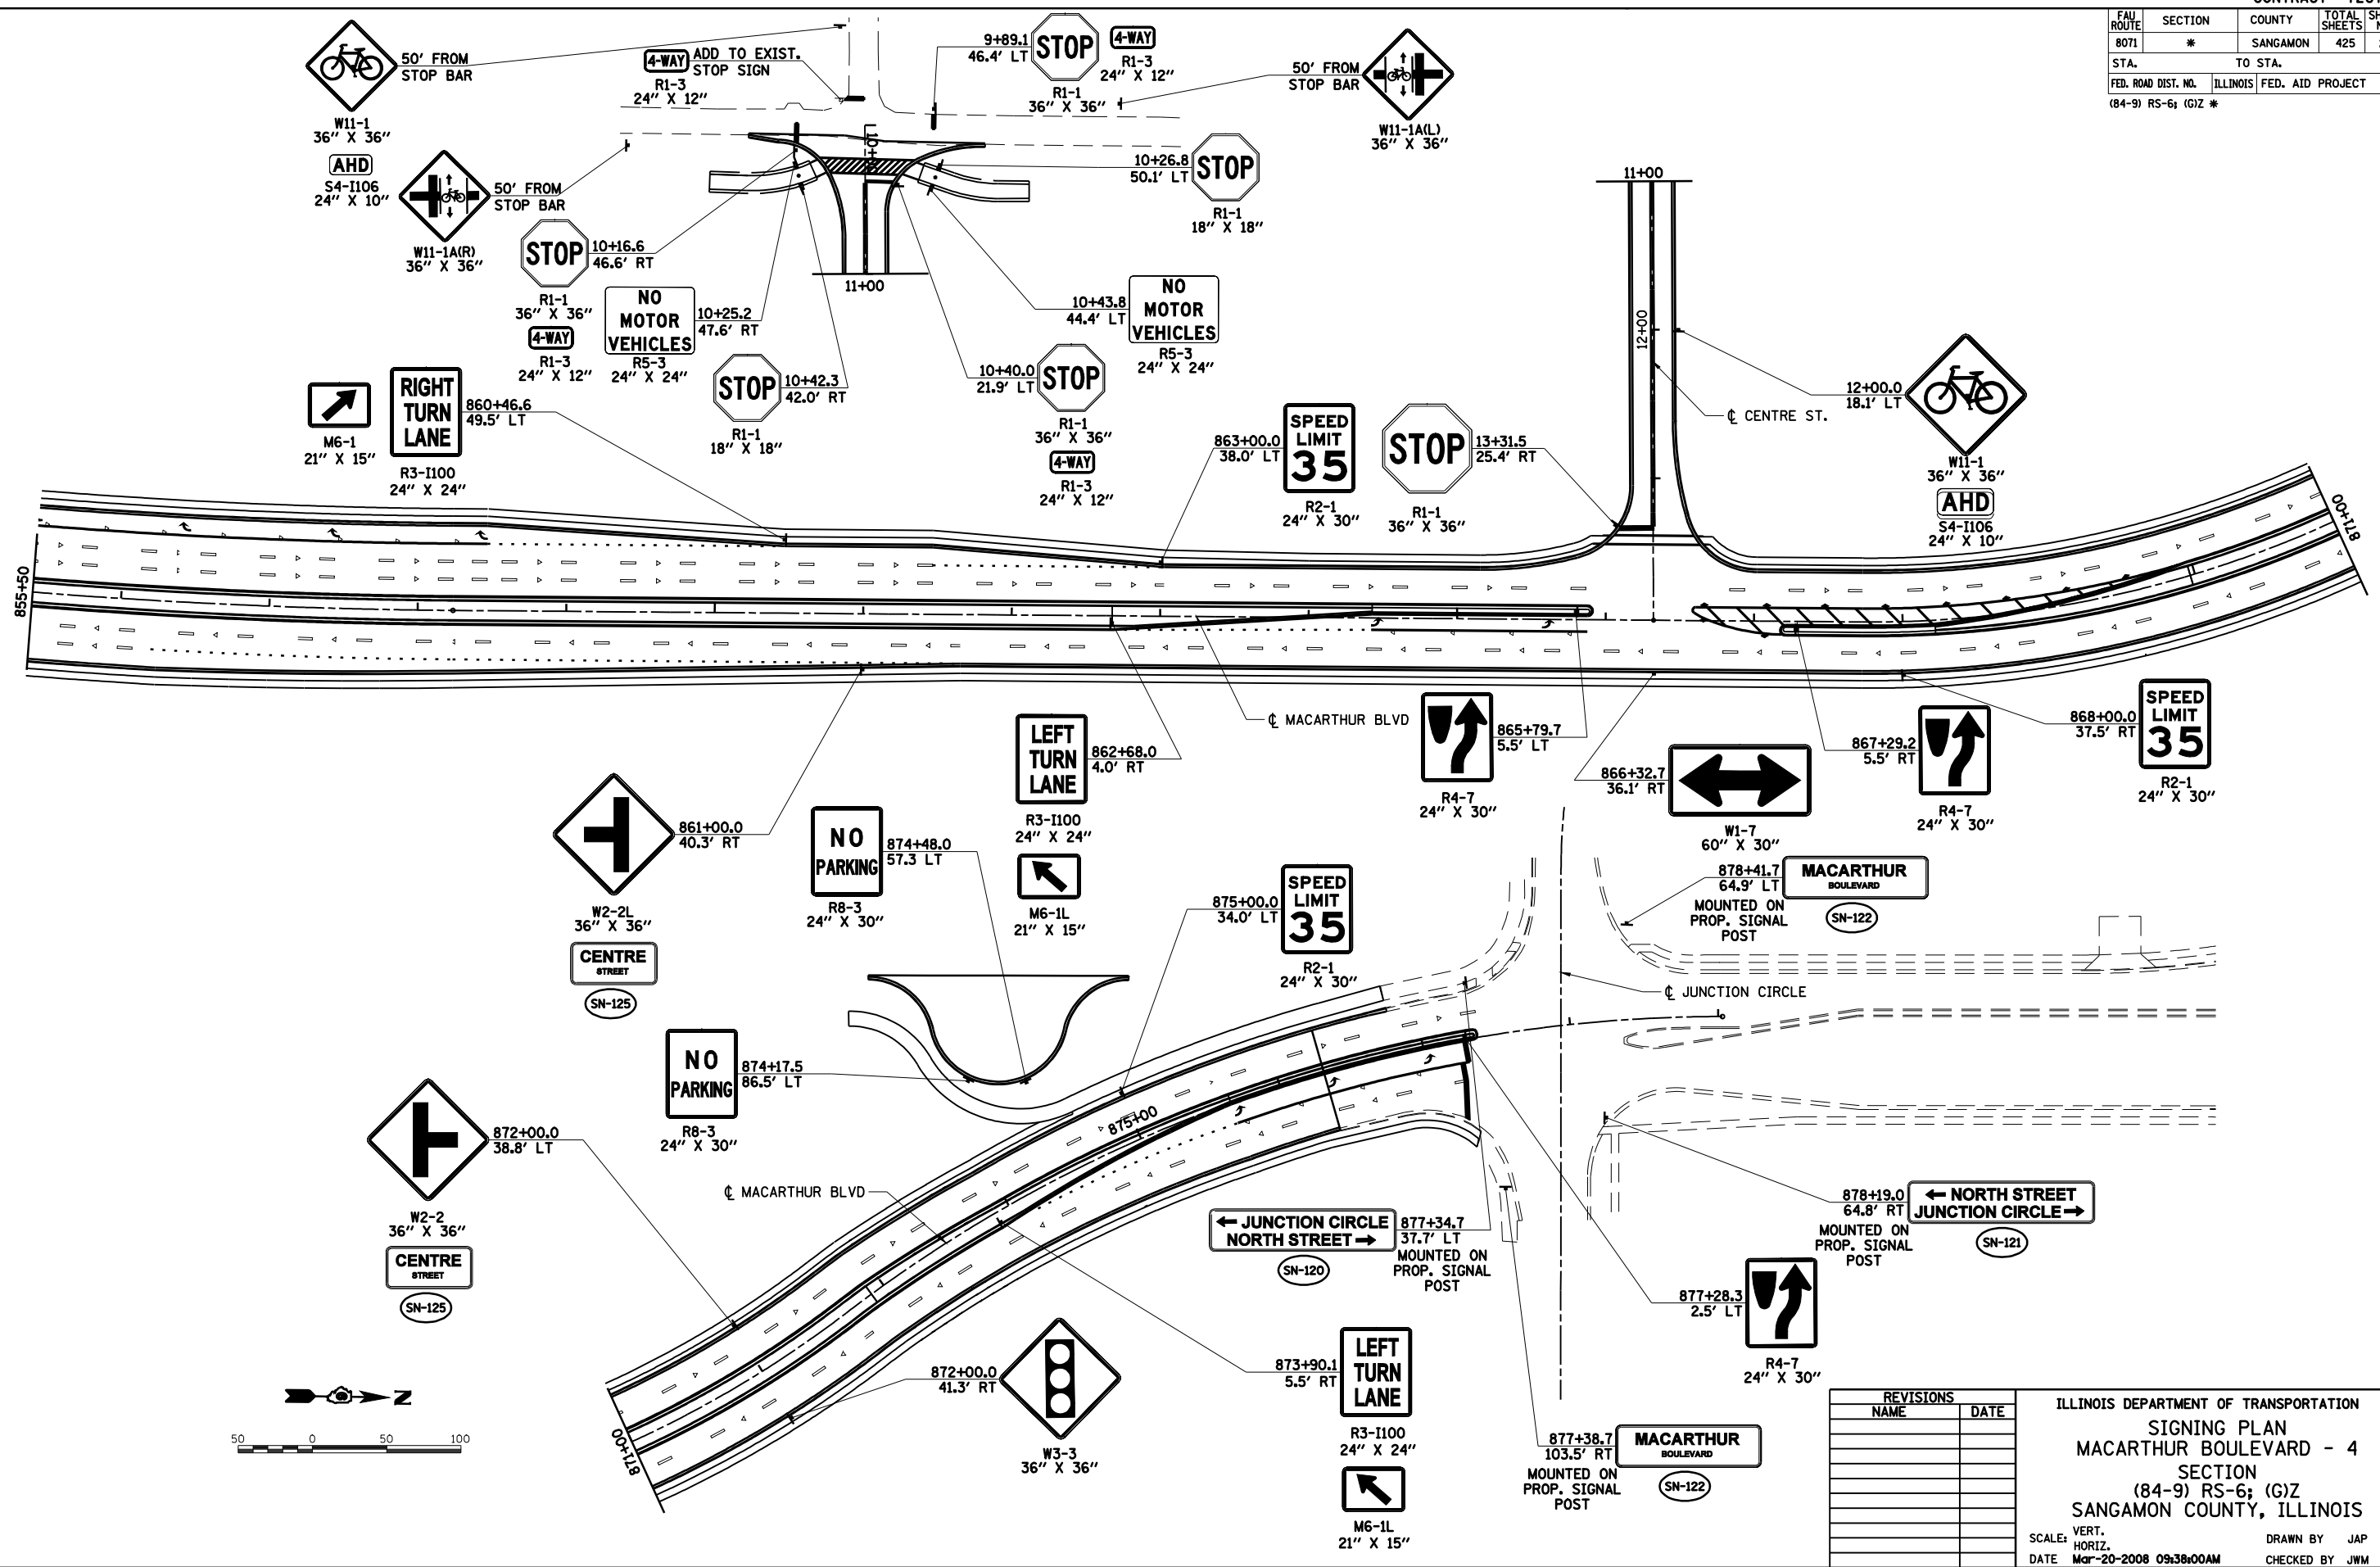 CONTRACT
FAU ROUTE
SECTION
COUNTY
TOTAL SHEETS
8071
*
SANGAMON
425
STA.
TO STA.
FED. ROAD DIST. NO.
ILLINOIS
FED. AID PROJECT
(84-9) RS-6; (G)Z *
50' FROM
STOP BAR
W11-1
36" X 36"
AHD
S4-I106
24" X 10"
50' FROM
STOP BAR
W11-1A(R)
36" X 36"
4-WAY
ADD TO EXIST.
STOP SIGN
R1-3
24" X 12"
9+89.1
46.4' LT
STOP
R1-1
36" X 36"
4-WAY
R1-3
24" X 12"
50' FROM
STOP BAR
W11-1A(L)
36" X 36"
10+26.8
50.1' LT
STOP
R1-1
18" X 18"
STOP
10+16.6
46.6' RT
R1-1
36" X 36"
4-WAY
R1-3
24" X 12"
NO
MOTOR
VEHICLES
10+25.2
47.6' RT
R5-3
24" X 24"
STOP
10+42.3
42.0' RT
R1-1
18" X 18"
11+00
10+43.8
44.4' LT
NO
MOTOR
VEHICLES
R5-3
24" X 24"
10+40.0
21.9' LT
STOP
R1-1
36" X 36"
4-WAY
R1-3
24" X 12"
11+00
12+00
℄ CENTRE ST.
12+00.0
18.1' LT
W11-1
36" X 36"
AHD
S4-I106
24" X 10"
M6-1
21" X 15"
RIGHT
TURN
LANE
860+46.6
49.5' LT
R3-I100
24" X 24"
863+00.0
38.0' LT
SPEED
LIMIT
35
R2-1
24" X 30"
STOP
13+31.5
25.4' RT
R1-1
36" X 36"
855+50
871+00
861+00.0
40.3' RT
W2-2L
36" X 36"
CENTRE
STREET
SN-125
LEFT
TURN
LANE
862+68.0
4.0' RT
R3-I100
24" X 24"
M6-1L
21" X 15"
℄ MACARTHUR BLVD
865+79.7
5.5' LT
R4-7
24" X 30"
866+32.7
36.1' RT
W1-7
60" X 30"
867+29.2
5.5' RT
R4-7
24" X 30"
868+00.0
37.5' RT
SPEED
LIMIT
35
R2-1
24" X 30"
NO
PARKING
874+48.0
57.3 LT
R8-3
24" X 30"
875+00.0
34.0' LT
SPEED
LIMIT
35
R2-1
24" X 30"
878+41.7
64.9' LT
MACARTHUR
BOULEVARD
SN-122
MOUNTED ON
PROP. SIGNAL
POST
℄ JUNCTION CIRCLE
NO
PARKING
874+17.5
86.5' LT
R8-3
24" X 30"
872+00.0
38.8' LT
W2-2
36" X 36"
CENTRE
STREET
SN-125
875+00
℄ MACARTHUR BLVD
← JUNCTION CIRCLE
NORTH STREET →
877+34.7
37.7' LT
SN-120
MOUNTED ON
PROP. SIGNAL
POST
878+19.0
64.8' RT
← NORTH STREET
JUNCTION CIRCLE →
SN-121
MOUNTED ON
PROP. SIGNAL
POST
877+28.3
2.5' LT
R4-7
24" X 30"
872+00.0
41.3' RT
W3-3
36" X 36"
873+90.1
5.5' RT
LEFT
TURN
LANE
R3-I100
24" X 24"
M6-1L
21" X 15"
877+38.7
103.5' RT
MACARTHUR
BOULEVARD
SN-122
MOUNTED ON
PROP. SIGNAL
POST
871+00
N
50 0 50 100
REVISIONS
NAME DATE
ILLINOIS DEPARTMENT OF TRANSPORTATION
SIGNING PLAN
MACARTHUR BOULEVARD - 4
SECTION
(84-9) RS-6; (G)Z
SANGAMON COUNTY, ILLINOIS
SCALE: VERT.
HORIZ.
DRAWN BY JAP
DATE Mar-20-2008 09:38:00AM
CHECKED BY JWM